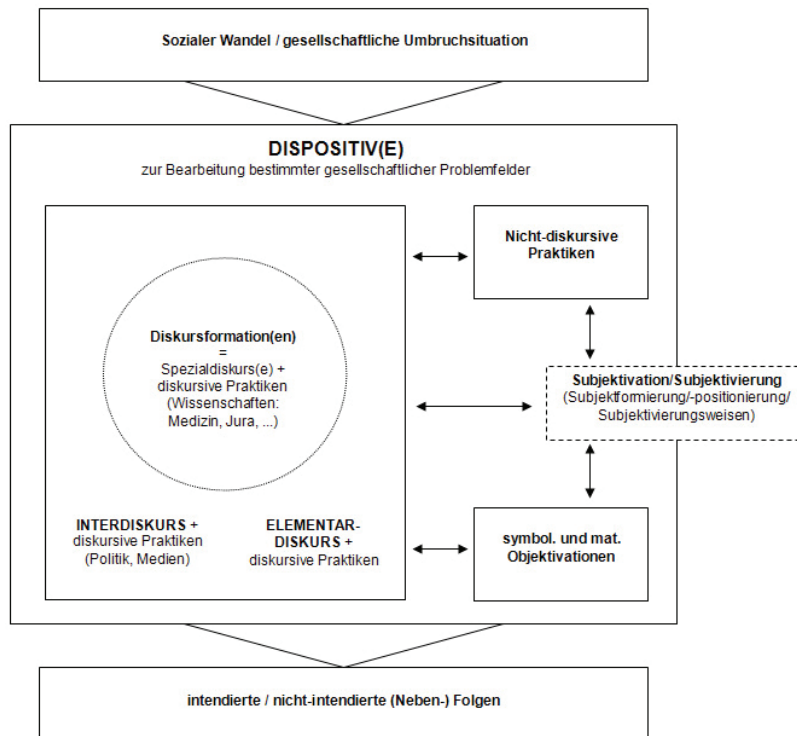 Sozialer Wandel / gesellschaftliche Umbruchsituation
DISPOSITIV(E)
zur Bearbeitung bestimmter gesellschaftlicher Problemfelder
Diskursformation(en)
=
Spezialdiskurs(e) +
diskursive Praktiken
(Wissenschaften:
Medizin, Jura, ...)
INTERDISKURS +
diskursive Praktiken
(Politik, Medien)
ELEMENTAR-
DISKURS +
diskursive Praktiken
Nicht-diskursive
Praktiken
Subjektivation/Subjektivierung
(Subjektformierung/-positionierung/
Subjektivierungsweisen)
symbol. und mat.
Objektivationen
intendierte / nicht-intendierte (Neben-) Folgen